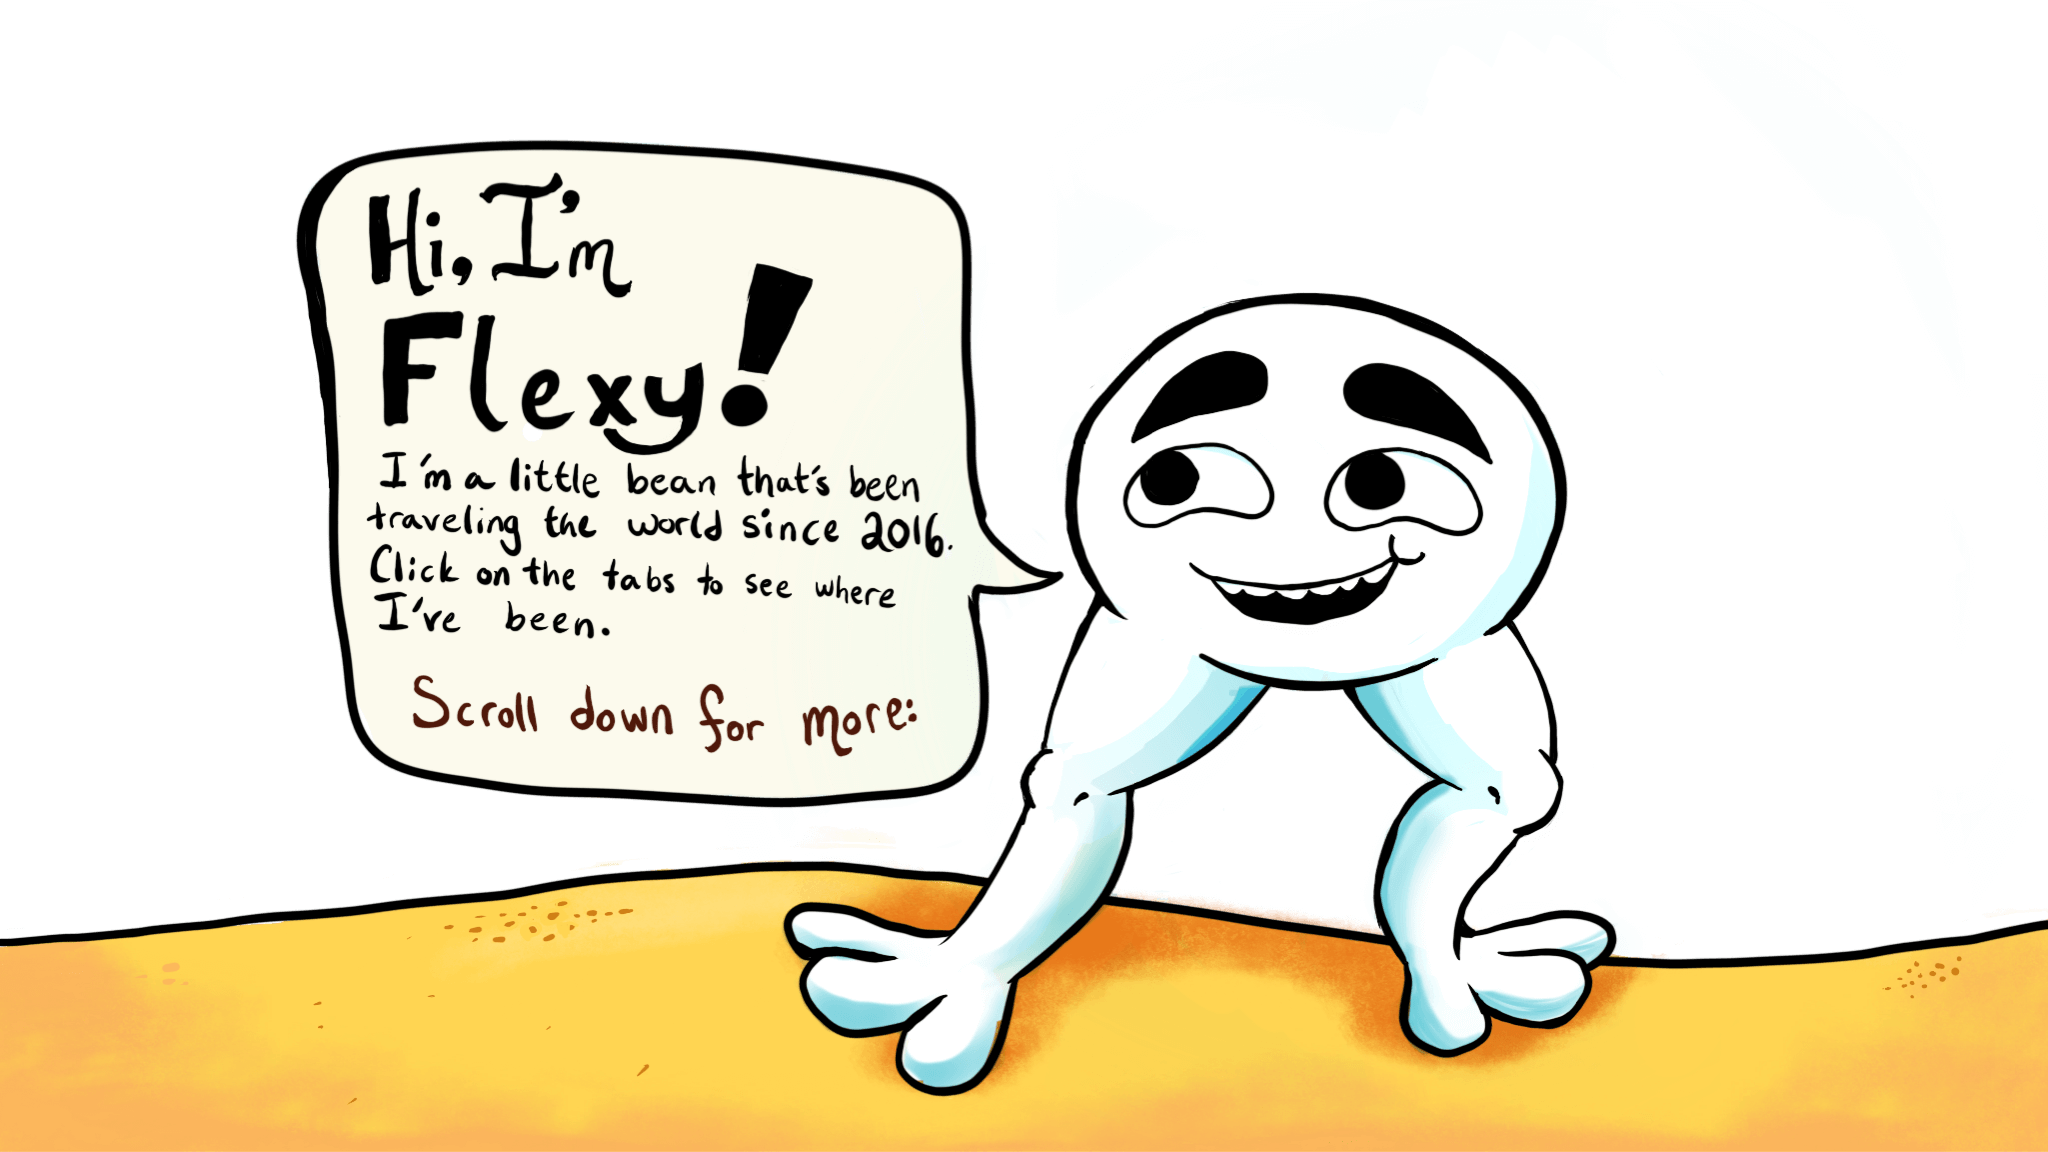 Hi, I'm
Flexy!
I'm a little bean that's been
traveling the world since 2016.
Click on the tabs to see where
I've been.
Scroll down for more: